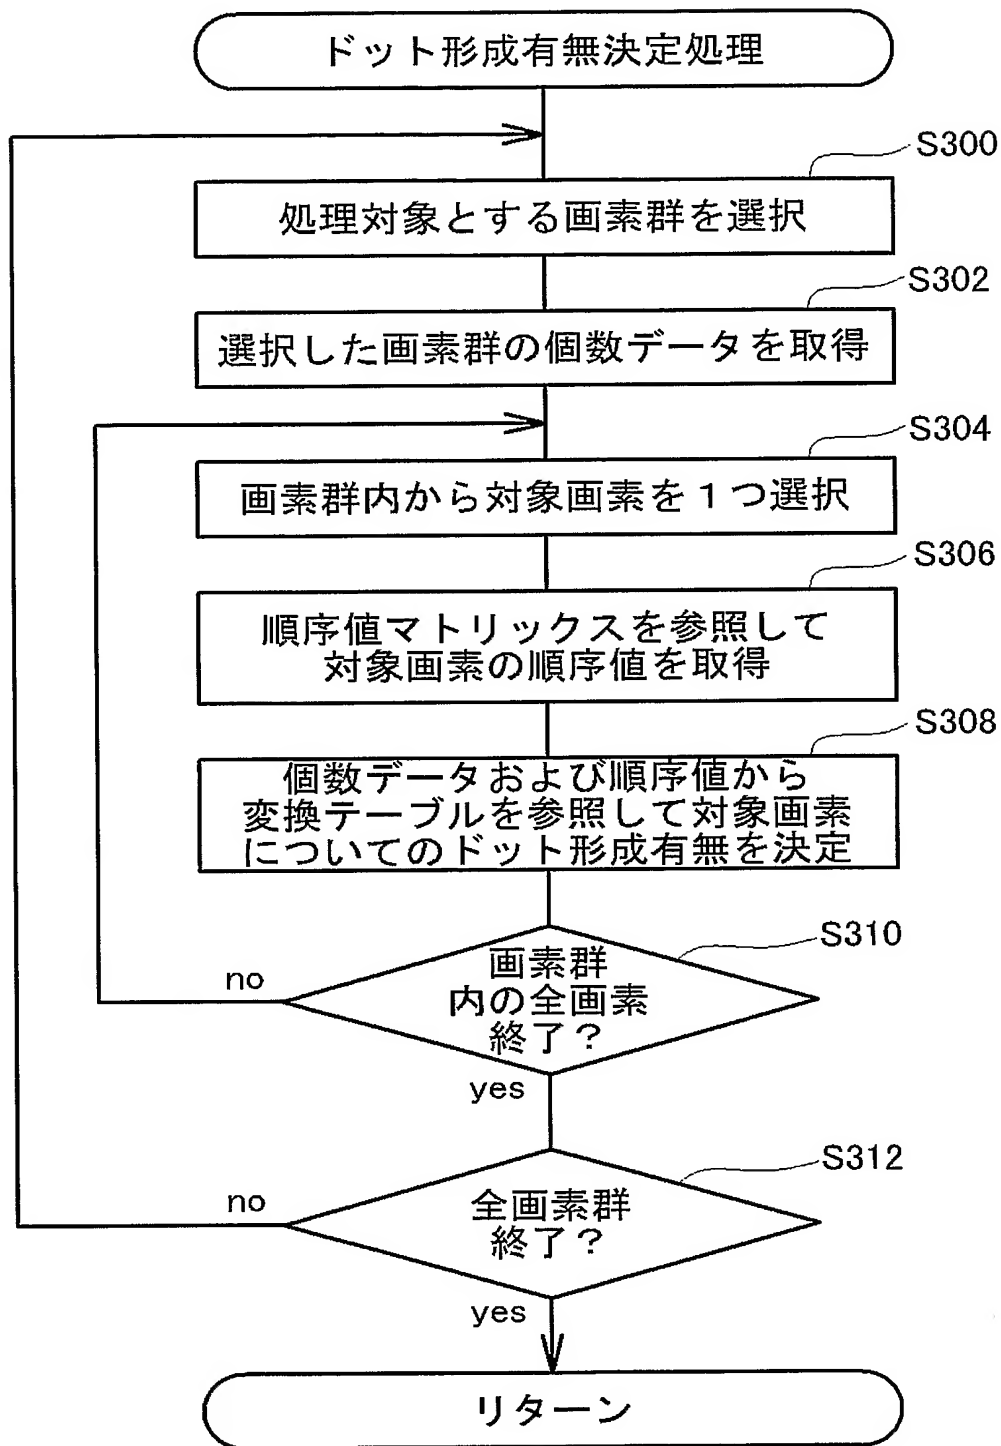 ドット形成有無決定処理
S300
処理対象とする画素群を選択
S302
選択した画素群の個数データを取得
S304
画素群内から対象画素を１つ選択
S306
順序値マトリックスを参照して
対象画素の順序値を取得
S308
個数データおよび順序値から
変換テーブルを参照して対象画素
についてのドット形成有無を決定
S310
画素群
内の全画素
終了？
no
yes
S312
全画素群
終了？
no
yes
リターン